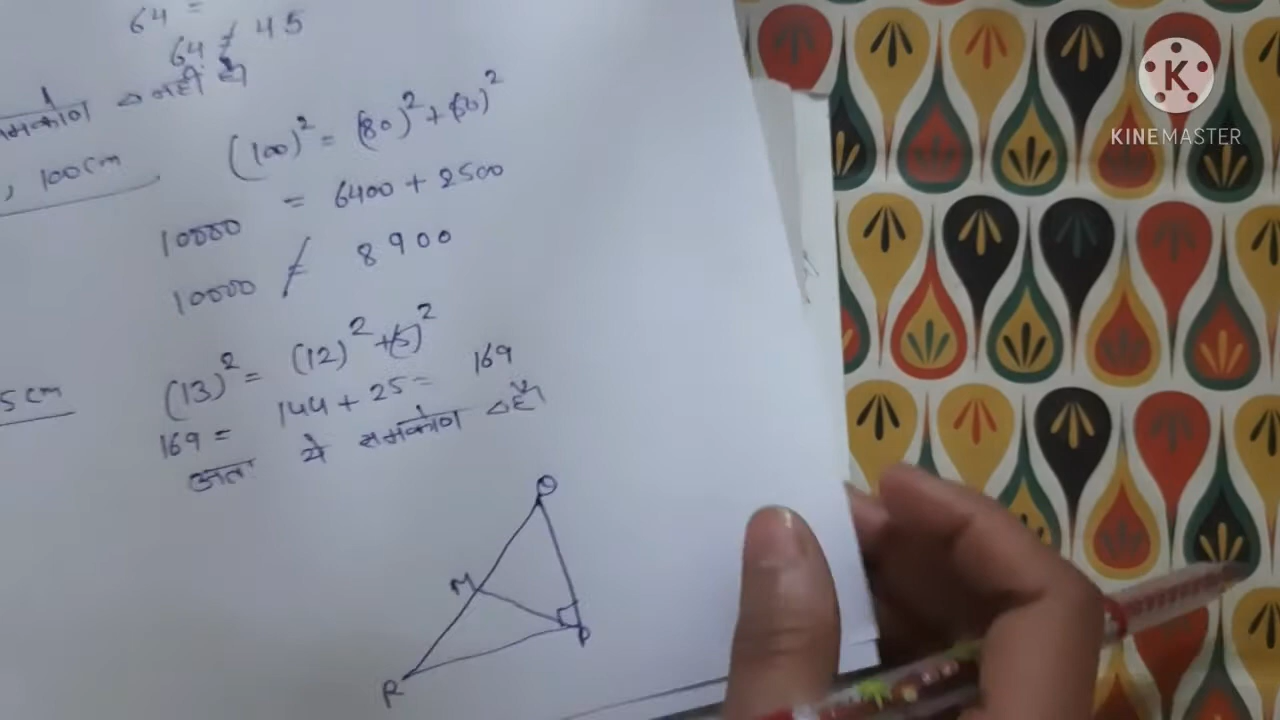 64 =
64 ≠ 45
समकोण △ नहीं है
, 100cm
(100)² = (80)² + (50)²
10000 = 6400 + 2500
10000 ≠ 8900
5cm
(13)² = (12)² + (5)²
169 = 144 + 25 = 169
अतः ये समकोण △ है
Q
M
P
R
K
KINEMASTER